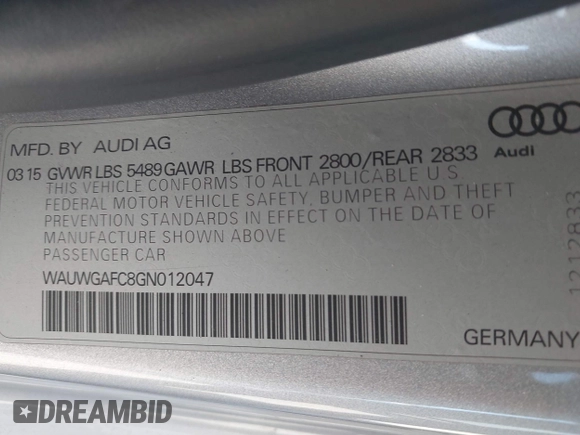 MFD. BY AUDI AG
03 15 GVWR LBS 5489 GAWR LBS FRONT 2800/REAR 2833
Audi
THIS VEHICLE CONFORMS TO ALL APPLICABLE U.S.
FEDERAL MOTOR VEHICLE SAFETY, BUMPER AND THEFT
PREVENTION STANDARDS IN EFFECT ON THE DATE OF
MANUFACTURE SHOWN ABOVE
PASSENGER CAR
WAUWGAFC8GN012047
1212833
GERMANY
DREAMBID